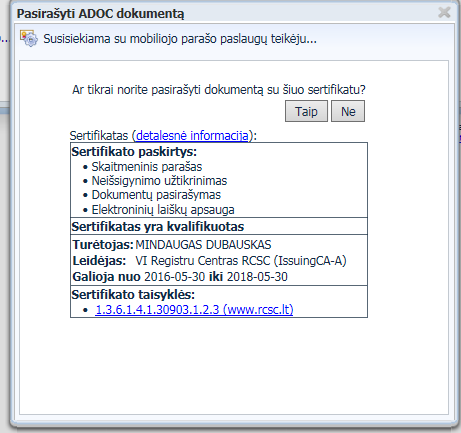 Pasirašyti ADOC dokumentą
Susisiekiama su mobiliojo parašo paslaugų teikėju...
Ar tikrai norite pasirašyti dokumentą su šiuo sertifikatu?
Taip Ne
Sertifikatas (detalesnė informacija):
Sertifikato paskirtys:
• Skaitmeninis parašas
• Neišsigynimo užtikrinimas
• Dokumentų pasirašymas
• Elektroninių laiškų apsauga
Sertifikatas yra kvalifikuotas
Turėtojas: MINDAUGAS DUBAUSKAS
Leidėjas: VI Registru Centras RCSC (IssuingCA-A)
Galioja nuo 2016-05-30 iki 2018-05-30
Sertifikato taisyklės:
• 1.3.6.1.4.1.30903.1.2.3 (www.rcsc.lt)